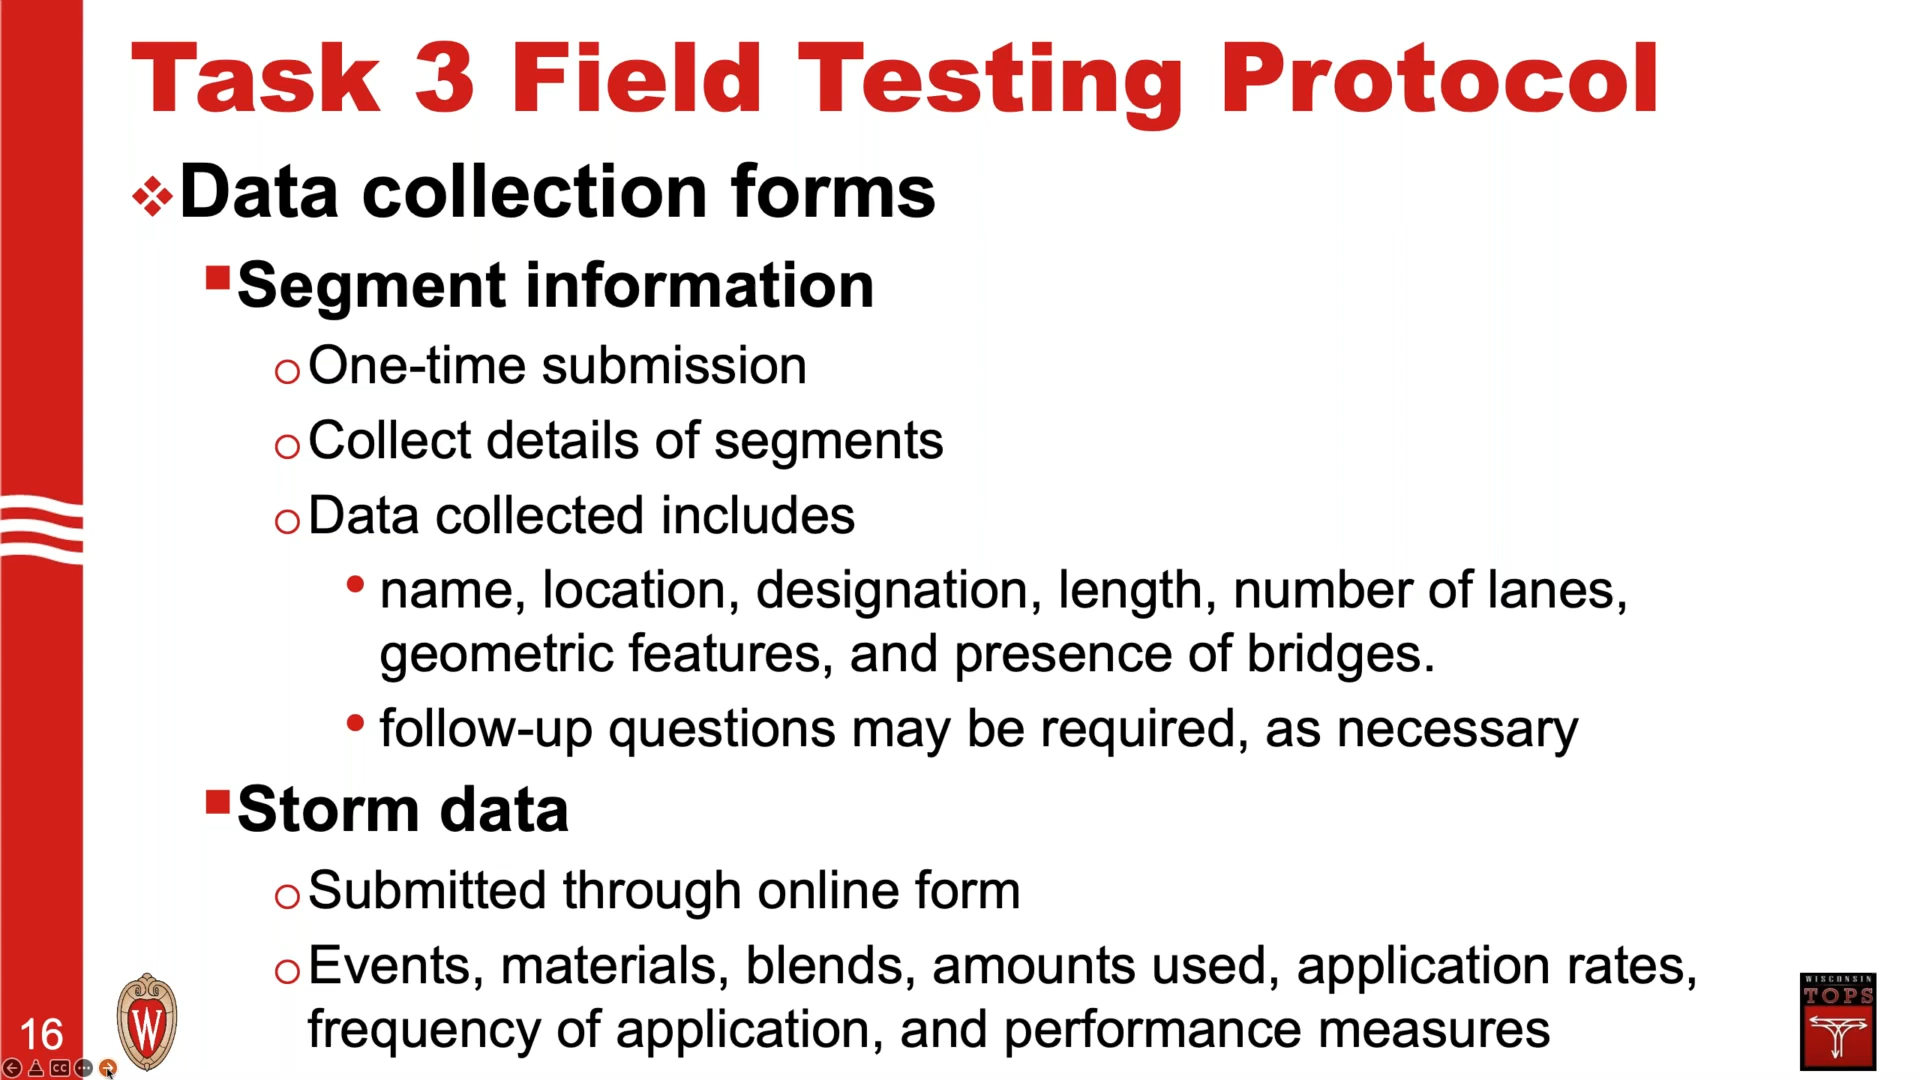 Task 3 Field Testing Protocol
Data collection forms
Segment information
One-time submission
Collect details of segments
Data collected includes
name, location, designation, length, number of lanes,
geometric features, and presence of bridges.
follow-up questions may be required, as necessary
Storm data
Submitted through online form
Events, materials, blends, amounts used, application rates,
frequency of application, and performance measures
16
W
WISCONSIN
TOPS
CC